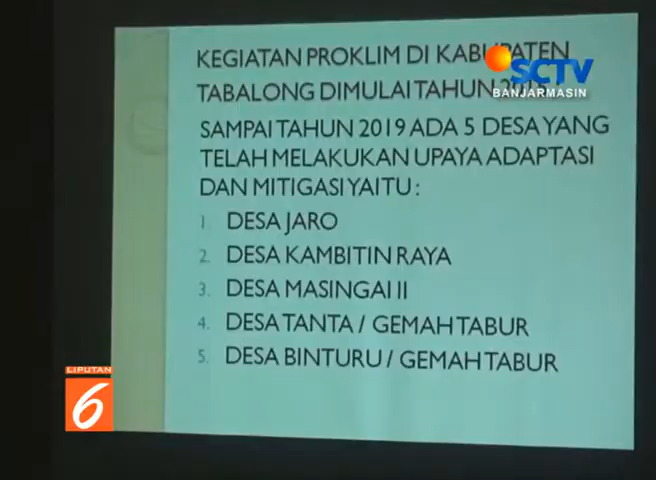 KEGIATAN PROKLIM DI KABUPATEN
SCTV
BANJARMASIN
TABALONG DIMULAI TAHUN
SAMPAI TAHUN 2019 ADA 5 DESA YANG
TELAH MELAKUKAN UPAYA ADAPTASI
DAN MITIGASI YAITU :
1. DESA JARO
2. DESA KAMBITIN RAYA
3. DESA MASINGAI II
4. DESA TANTA / GEMAH TABUR
5. DESA BINTURU / GEMAH TABUR
LIPUTAN
6